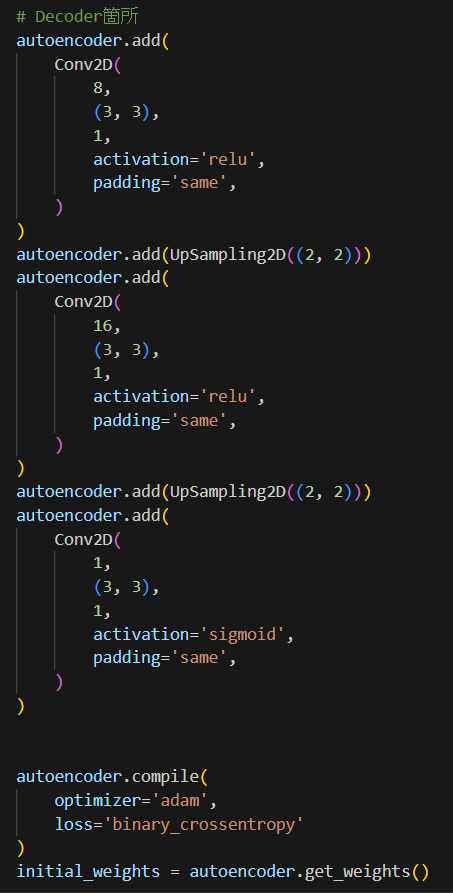 # Decoder箇所
autoencoder.add(
    Conv2D(
        8,
        (3, 3),
        1,
        activation='relu',
        padding='same',
    )
)
autoencoder.add(UpSampling2D((2, 2)))
autoencoder.add(
    Conv2D(
        16,
        (3, 3),
        1,
        activation='relu',
        padding='same',
    )
)
autoencoder.add(UpSampling2D((2, 2)))
autoencoder.add(
    Conv2D(
        1,
        (3, 3),
        1,
        activation='sigmoid',
        padding='same',
    )
)
autoencoder.compile(
    optimizer='adam',
    loss='binary_crossentropy'
)
initial_weights = autoencoder.get_weights()